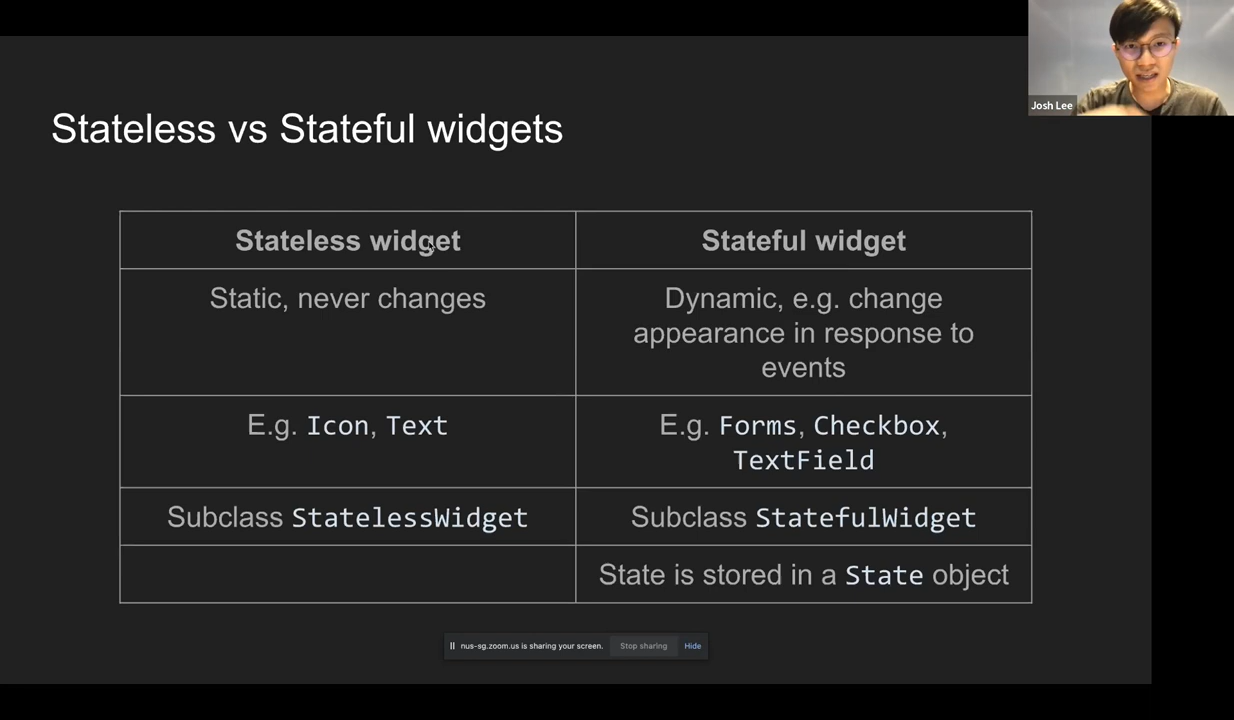 Josh Lee
Stateless vs Stateful widgets
Stateless widget
Stateful widget
Static, never changes
Dynamic, e.g. change
appearance in response to
events
E.g. Icon, Text
E.g. Forms, Checkbox,
TextField
Subclass StatelessWidget
Subclass StatefulWidget
State is stored in a State object
nus-sg.zoom.us is sharing your screen.
Stop sharing
Hide